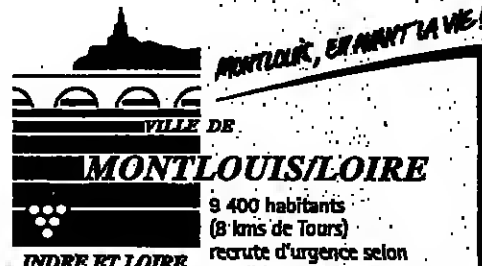 MONTLOUIS, EN AVANT LA VIE !
VILLE DE
MONTLOUIS/LOIRE
9 400 habitants
(8 kms de Tours)
recrute d'urgence selon
INDRE ET LOIRE